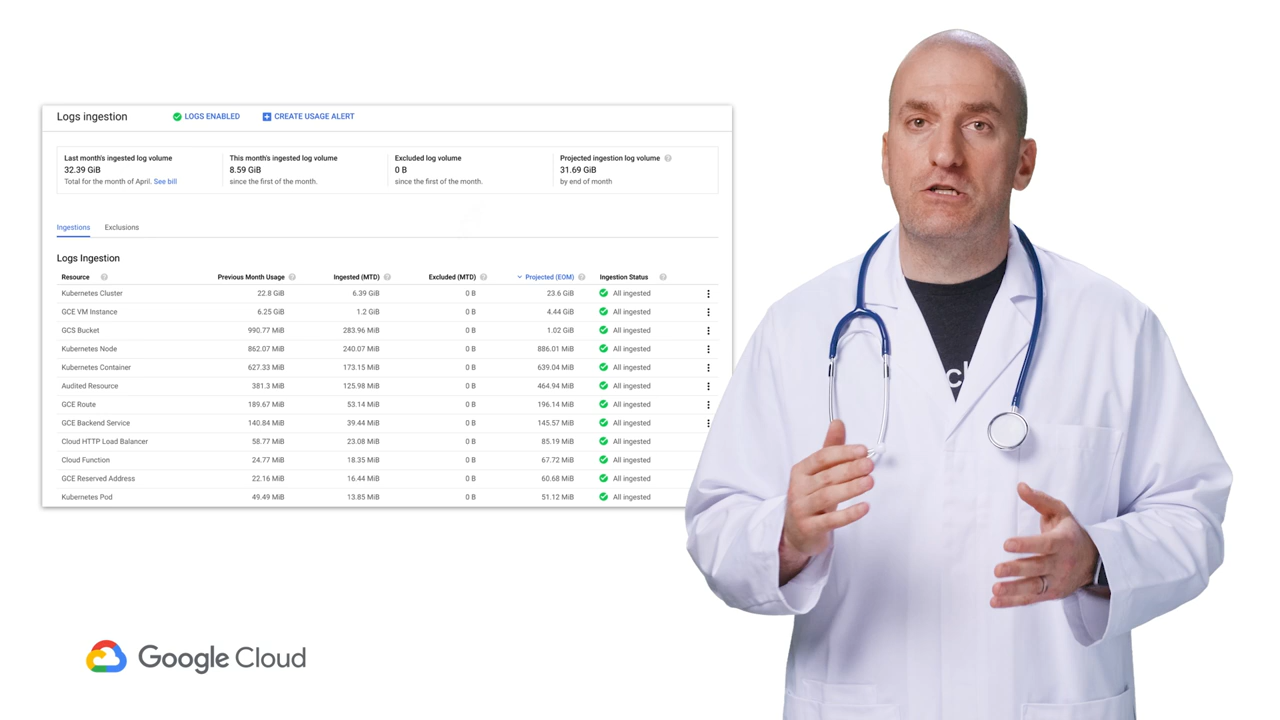 Logs ingestion LOGS ENABLED CREATE USAGE ALERT
Last month's ingested log volume This month's ingested log volume Excluded log volume Projected ingestion log volume
32.39 GiB 8.59 GiB 0 B 31.69 GiB
Total for the month of April. See bill since the first of the month. since the first of the month. by end of month
Ingestions Exclusions
Logs Ingestion
Resource Previous Month Usage Ingested (MTD) Excluded (MTD) Projected (EOM) Ingestion Status
Kubernetes Cluster 22.8 GiB 6.39 GiB 0 B 23.6 GiB All ingested
GCE VM Instance 6.25 GiB 1.2 GiB 0 B 4.44 GiB All ingested
GCS Bucket 990.77 MiB 283.96 MiB 0 B 1.02 GiB All ingested
Kubernetes Node 862.07 MiB 240.07 MiB 0 B 886.01 MiB All ingested
Kubernetes Container 627.33 MiB 173.15 MiB 0 B 639.04 MiB All ingested
Audited Resource 381.3 MiB 125.98 MiB 0 B 464.94 MiB All ingested
GCE Route 189.67 MiB 53.14 MiB 0 B 196.14 MiB All ingested
GCE Backend Service 140.84 MiB 39.44 MiB 0 B 145.57 MiB All ingested
Cloud HTTP Load Balancer 58.77 MiB 23.08 MiB 0 B 85.19 MiB All ingested
Cloud Function 24.77 MiB 18.35 MiB 0 B 67.72 MiB All ingested
GCE Reserved Address 22.16 MiB 16.44 MiB 0 B 60.68 MiB All ingested
Kubernetes Pod 49.49 MiB 13.85 MiB 0 B 51.12 MiB All ingested
Google Cloud